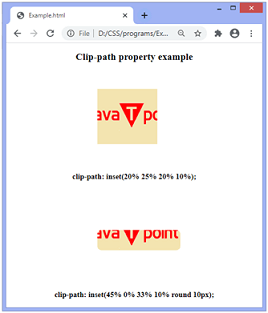 Example.html
File | D:/CSS/programs/Ex...
Clip-path property example
ava T po
clip-path: inset(20% 25% 20% 10%);
ava T point
clip-path: inset(45% 0% 33% 10% round 10px);